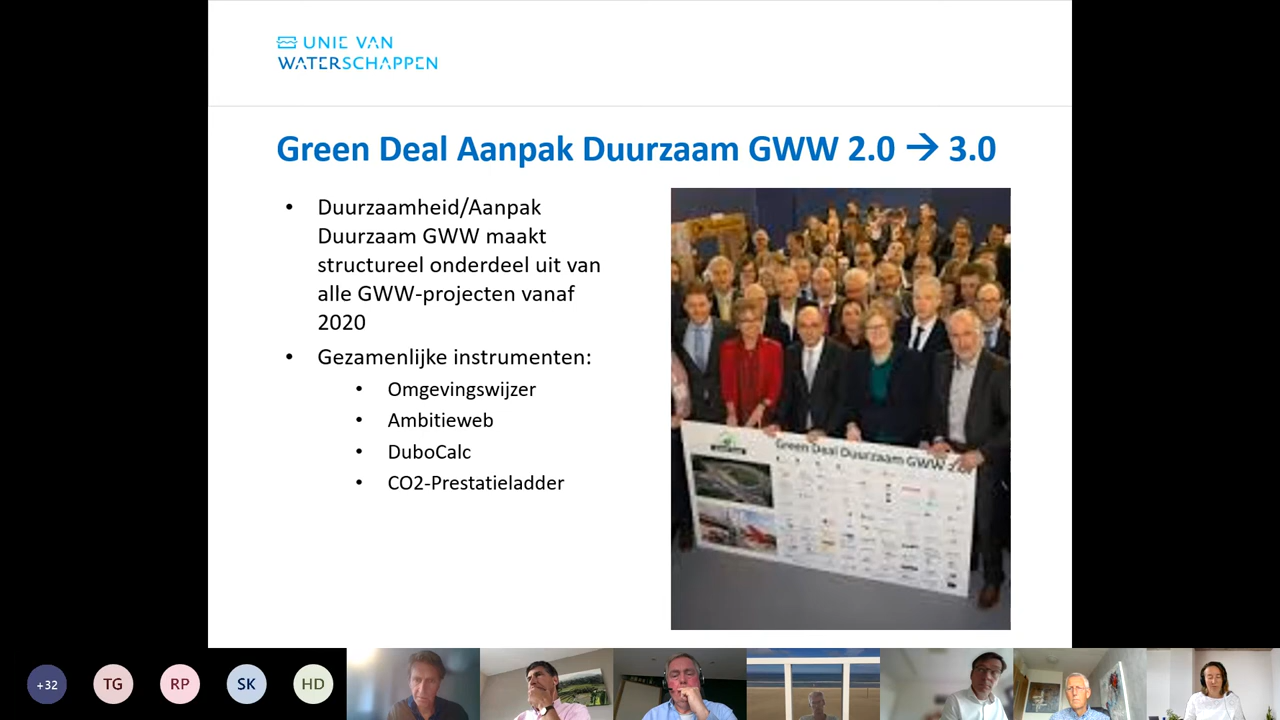 UNIE VAN
WATERSCHAPPEN
Green Deal Aanpak Duurzaam GWW 2.0 → 3.0
• Duurzaamheid/Aanpak
Duurzaam GWW maakt
structureel onderdeel uit van
alle GWW-projecten vanaf
2020
• Gezamenlijke instrumenten:
• Omgevingswijzer
• Ambitieweb
• DuboCalc
• CO2-Prestatieladder
Green Deal Duurzaam GWW 2.0
+32
TG
RP
SK
HD